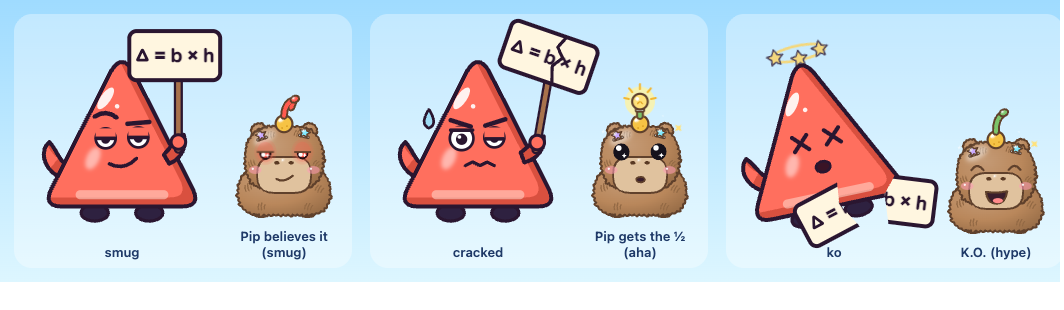 Δ = b × h
smug
Pip believes it
(smug)
Δ = b × h
cracked
Pip gets the ½
(aha)
Δ =
b × h
ko
K.O. (hype)